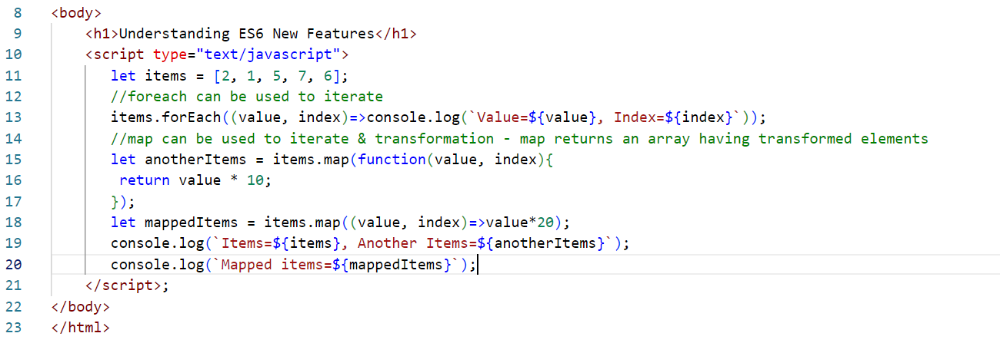 8 <body>
9     <h1>Understanding ES6 New Features</h1>
10     <script type="text/javascript">
11        let items = [2, 1, 5, 7, 6];
12        //foreach can be used to iterate
13        items.forEach((value, index)=>console.log(`Value=${value}, Index=${index}`));
14        //map can be used to iterate & transformation - map returns an array having transformed elements
15        let anotherItems = items.map(function(value, index){
16         return value * 10;
17        });
18        let mappedItems = items.map((value, index)=>value*20);
19        console.log(`Items=${items}, Another Items=${anotherItems}`);
20        console.log(`Mapped items=${mappedItems}`);
21     </script>;
22 </body>
23 </html>